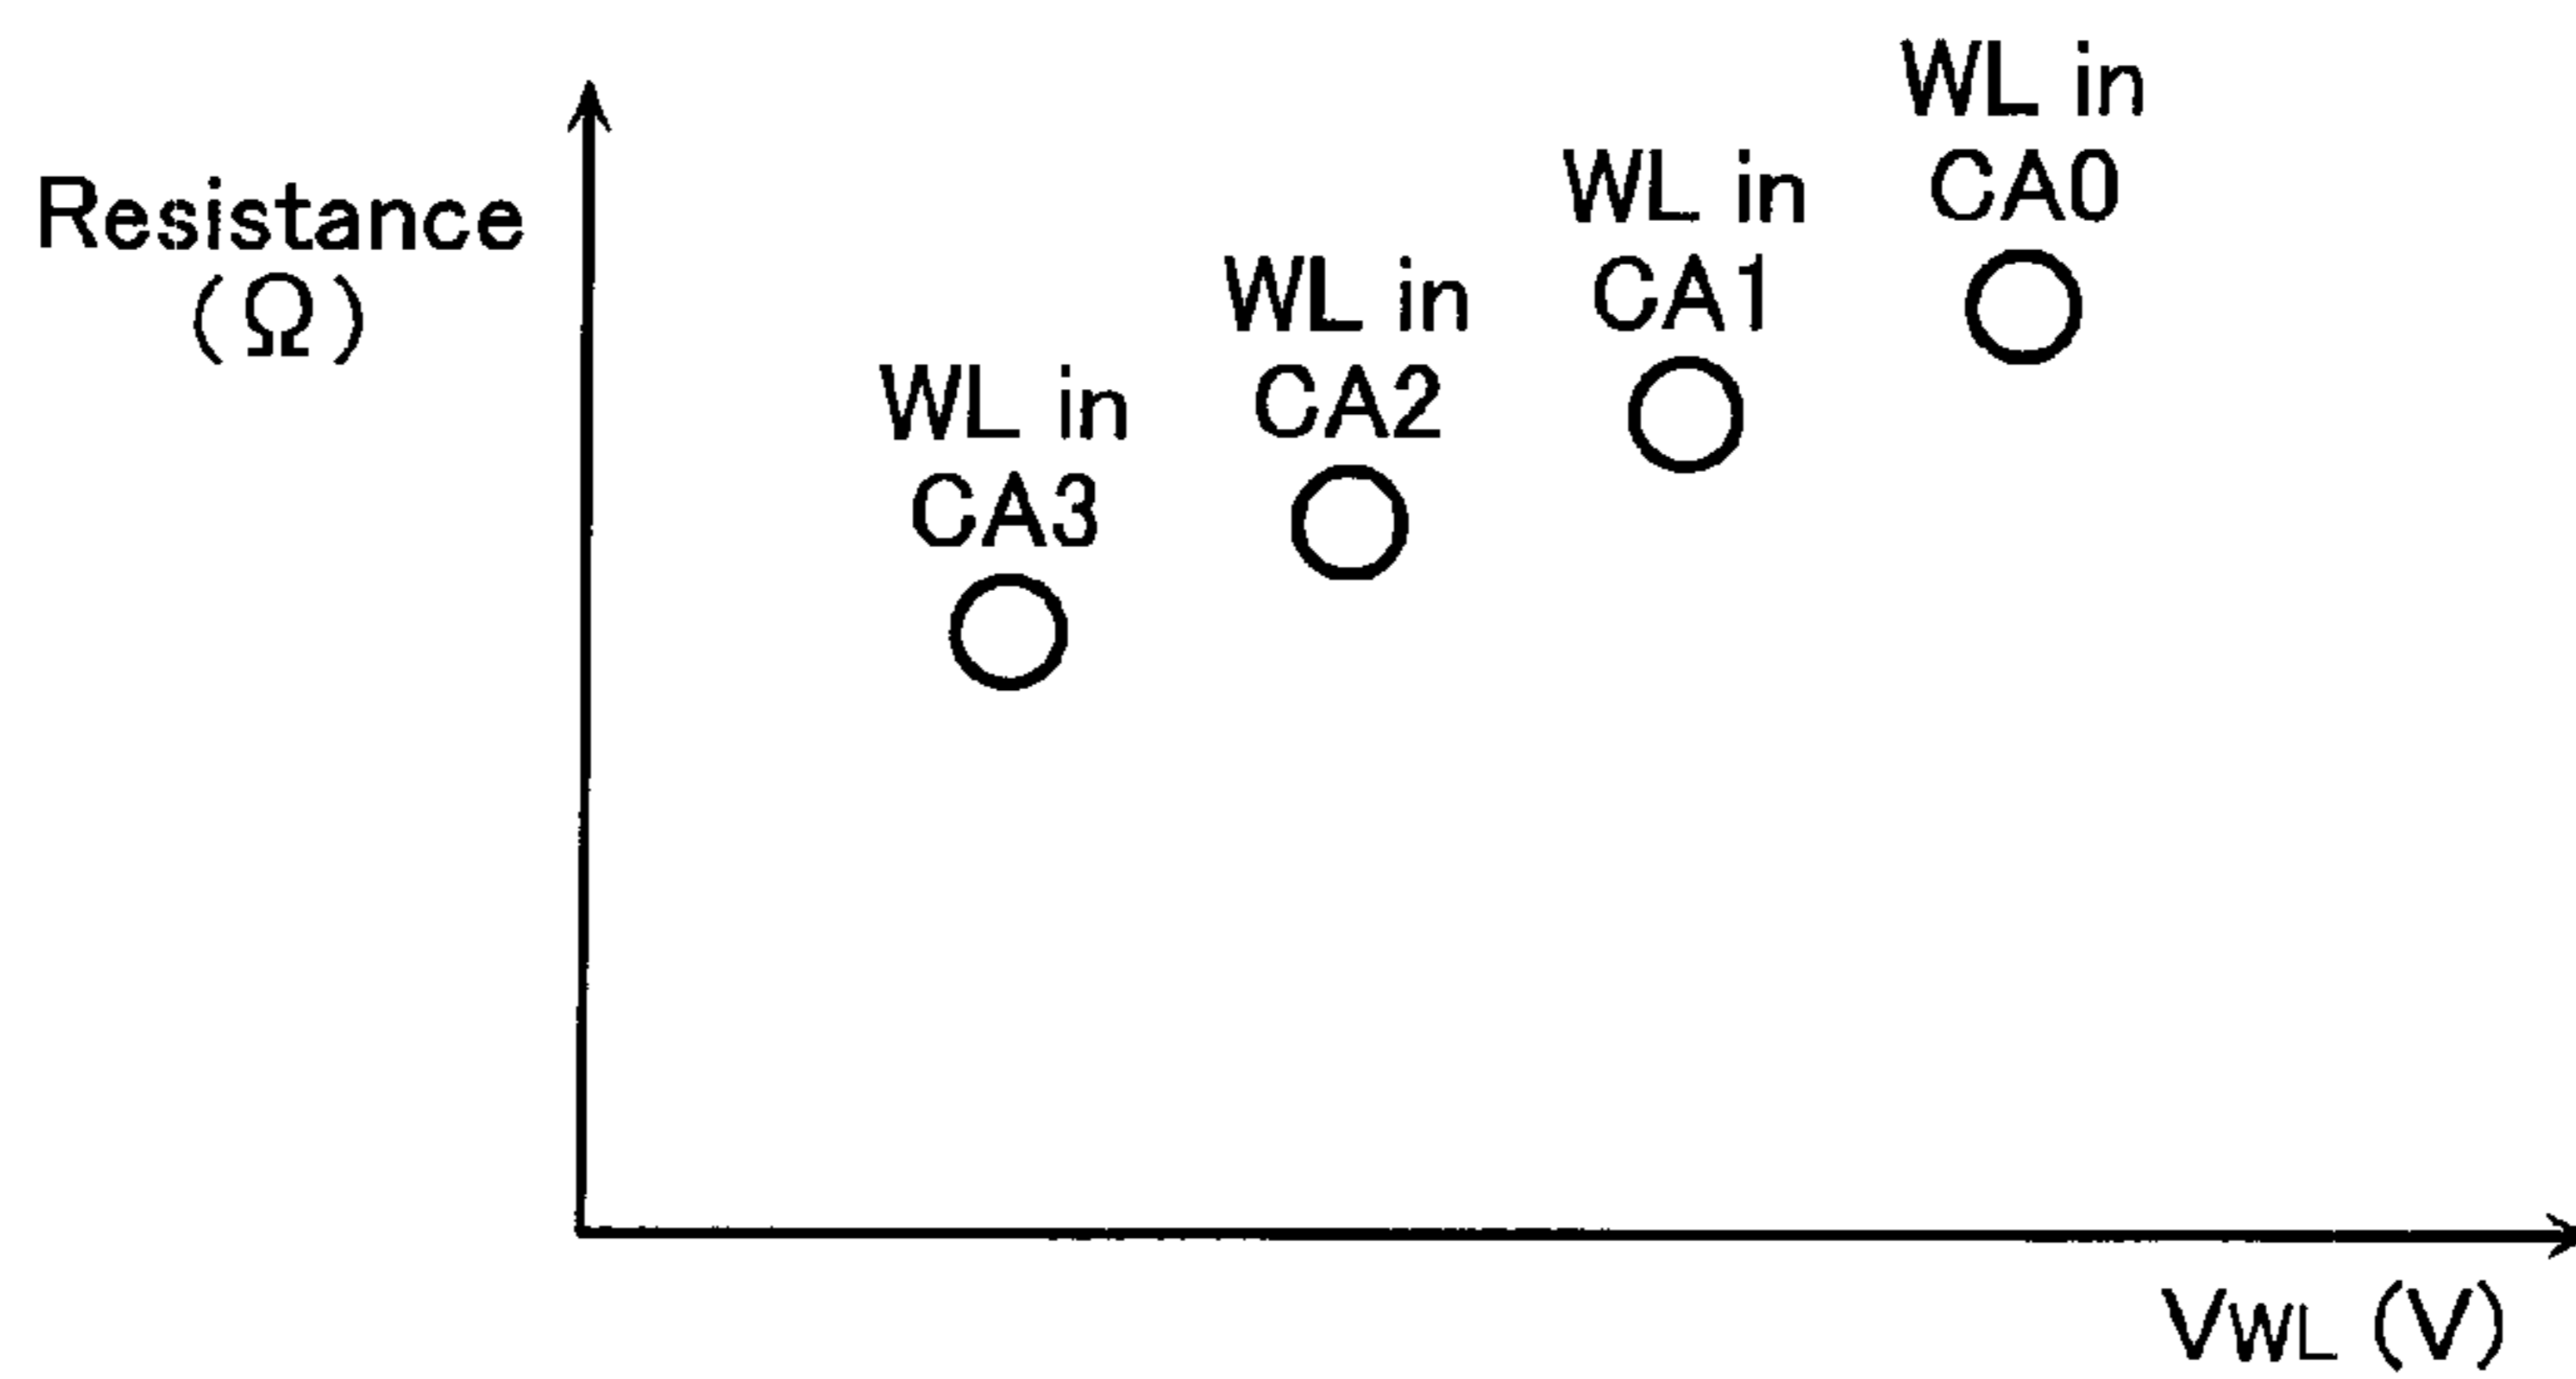 Resistance
(Ω)
WL in
CA3
WL in
CA2
WL in
CA1
WL in
CA0
VWL (V)